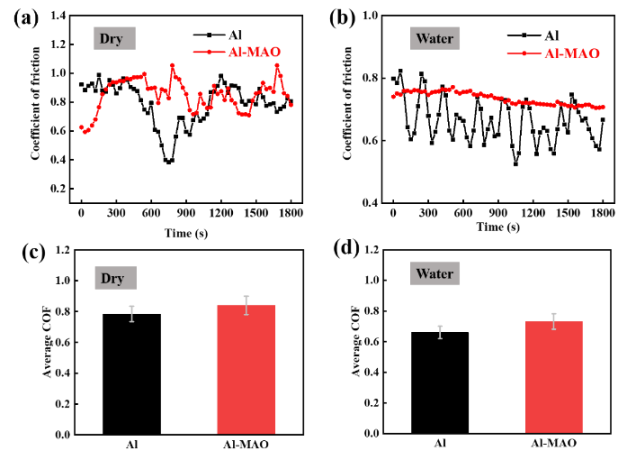 (a)
Dry
Al
Al-MAO
Coefficient of friction
1.4
1.2
1.0
0.8
0.6
0.4
0.2
0 300 600 900 1200 1500 1800
Time (s)
(b)
Water
Al
Al-MAO
Coefficient of friction
1.0
0.8
0.6
0.4
0 300 600 900 1200 1500 1800
Time (s)
(c)
Dry
Average COF
1.2
1.0
0.8
0.6
0.4
0.2
0.0
Al Al-MAO
(d)
Water
Average COF
1.2
1.0
0.8
0.6
0.4
0.2
0.0
Al Al-MAO